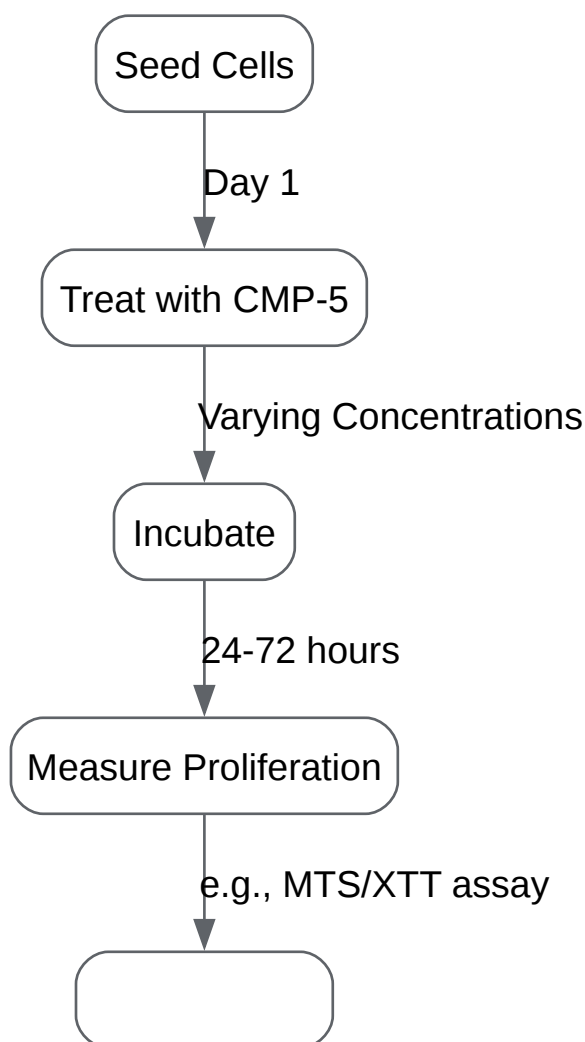 Seed Cells
Day 1
Treat with CMP-5
Varying Concentrations
Incubate
24-72 hours
Measure Proliferation
e.g., MTS/XTT assay